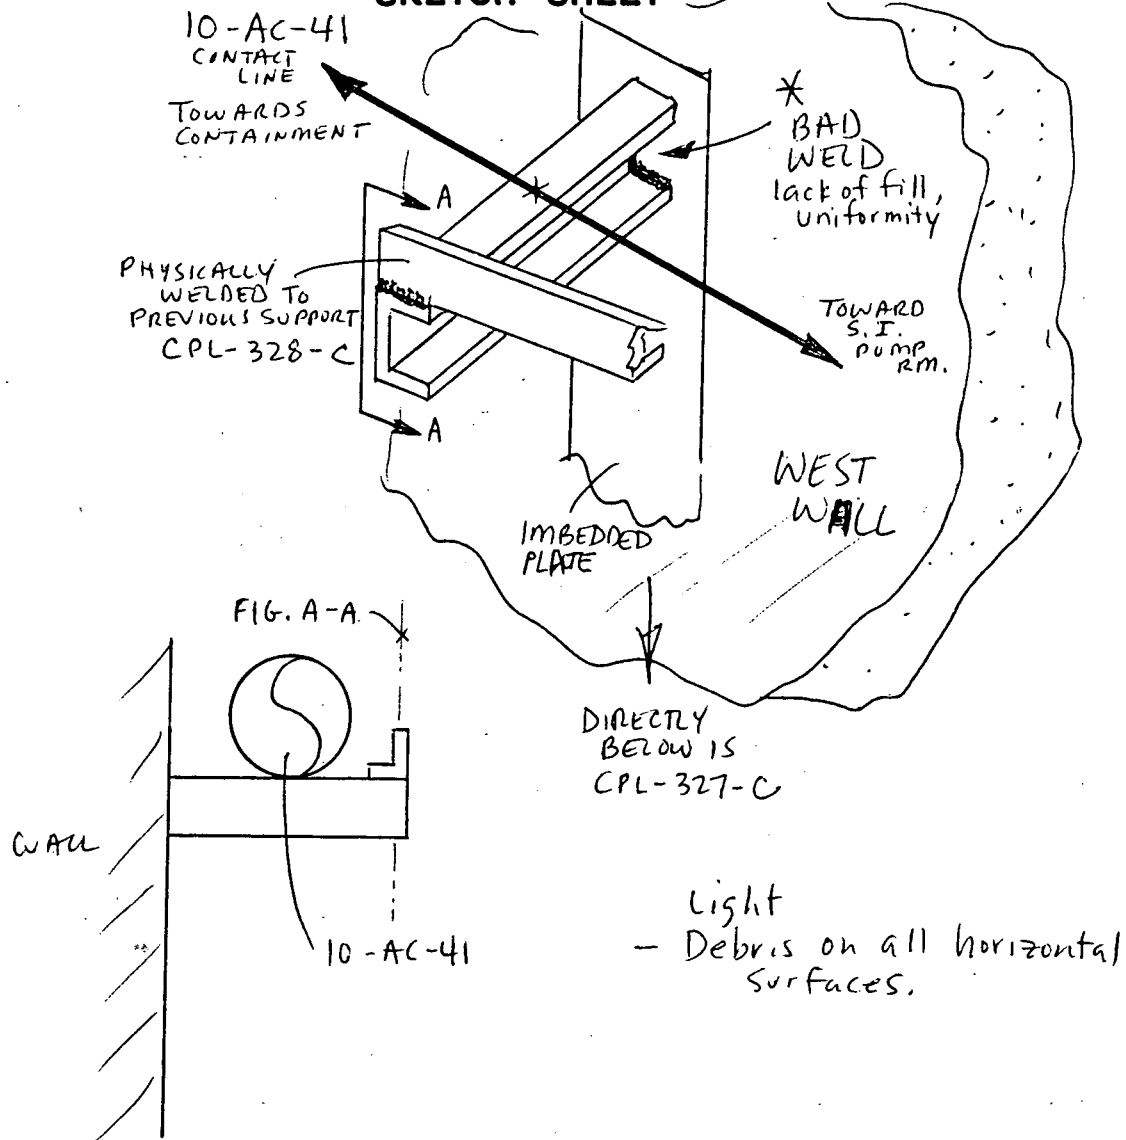 SKETCH SHEET
10-AC-41
CONTACT
LINE
TOWARDS
CONTAINMENT
*
BAD
WELD
lack of fill,
uniformity
A
PHYSICALLY
WELDED TO
PREVIOUS SUPPORT
CPL-328-C
A
TOWARD
S.I.
PUMP
RM.
WEST
WALL
IMBEDDED
PLATE
FIG. A-A
DIRECTLY
BELOW IS
CPL-327-C
WALL
10-AC-41
Light
- Debris on all horizontal
surfaces.